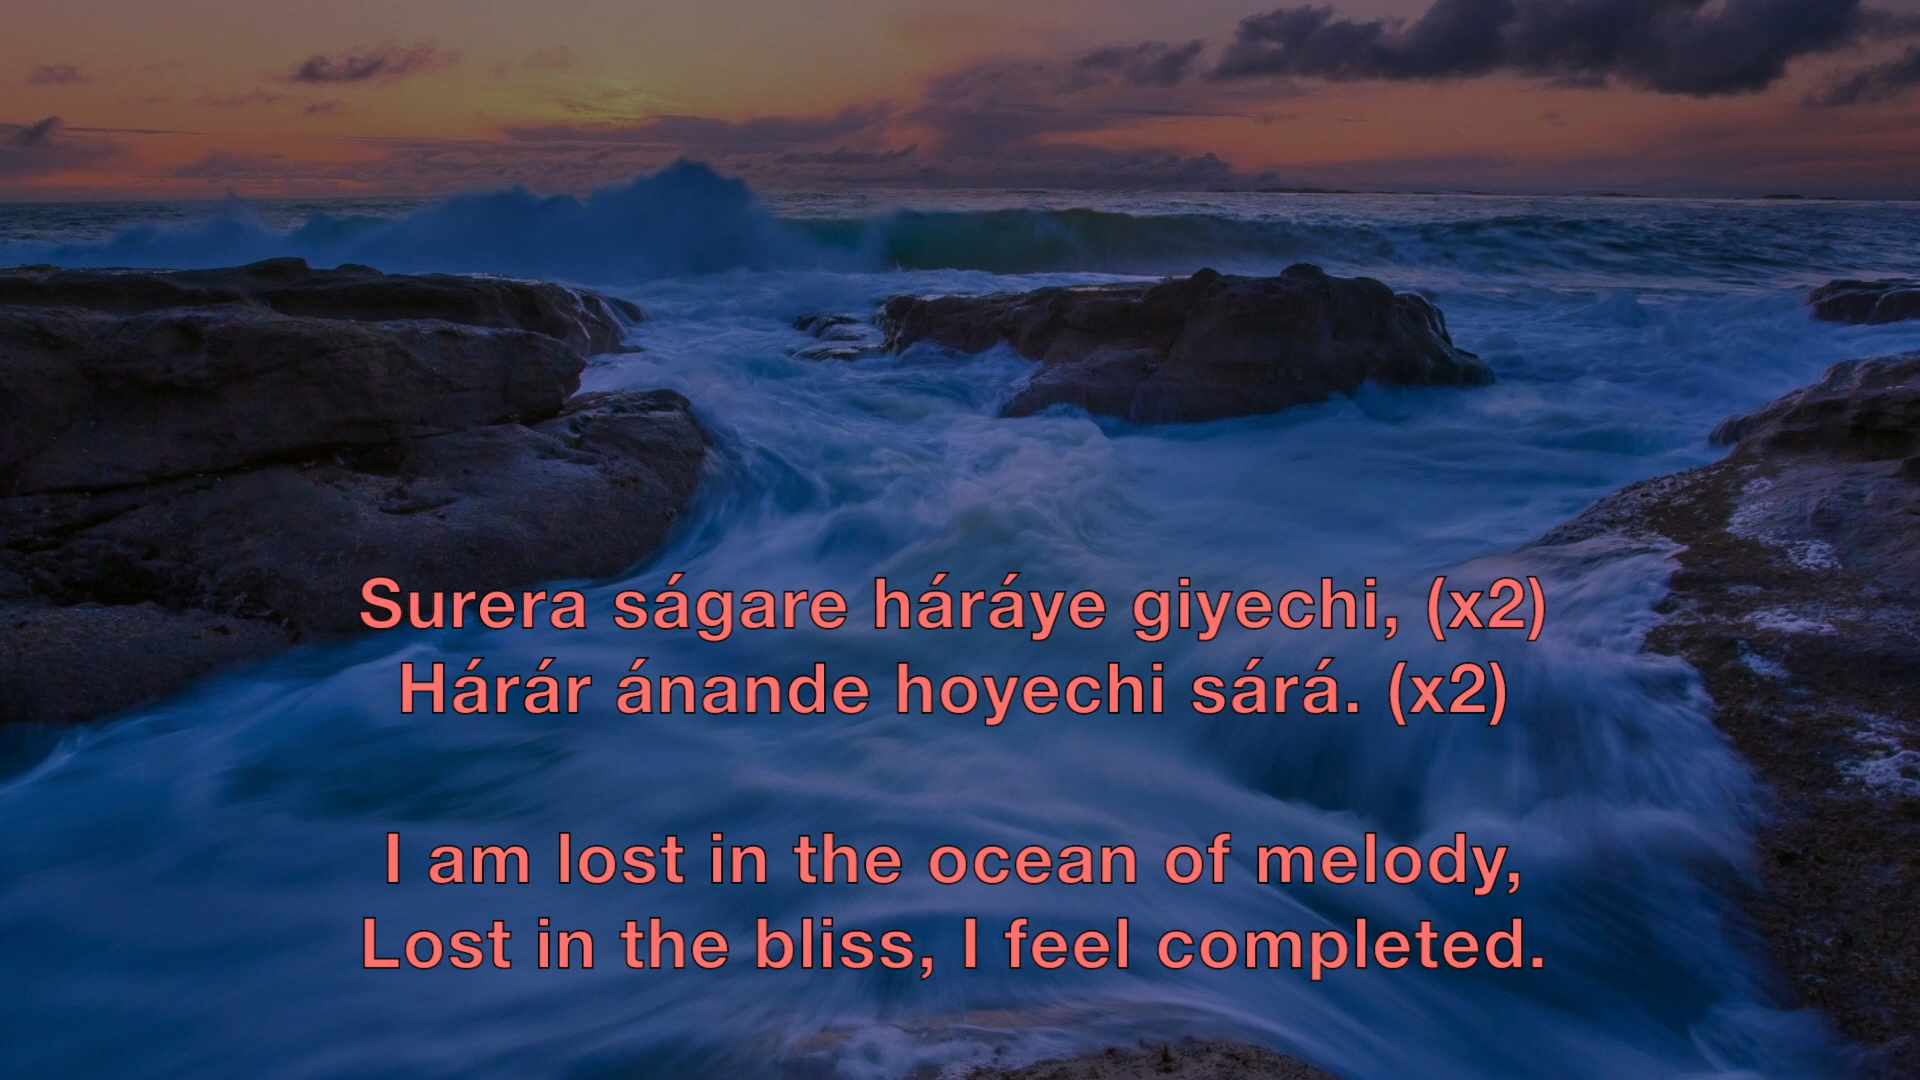 Surera ságare háráye giyechi, (x2)
Hárár ánande hoyechi sárá. (x2)
I am lost in the ocean of melody,
Lost in the bliss, I feel completed.